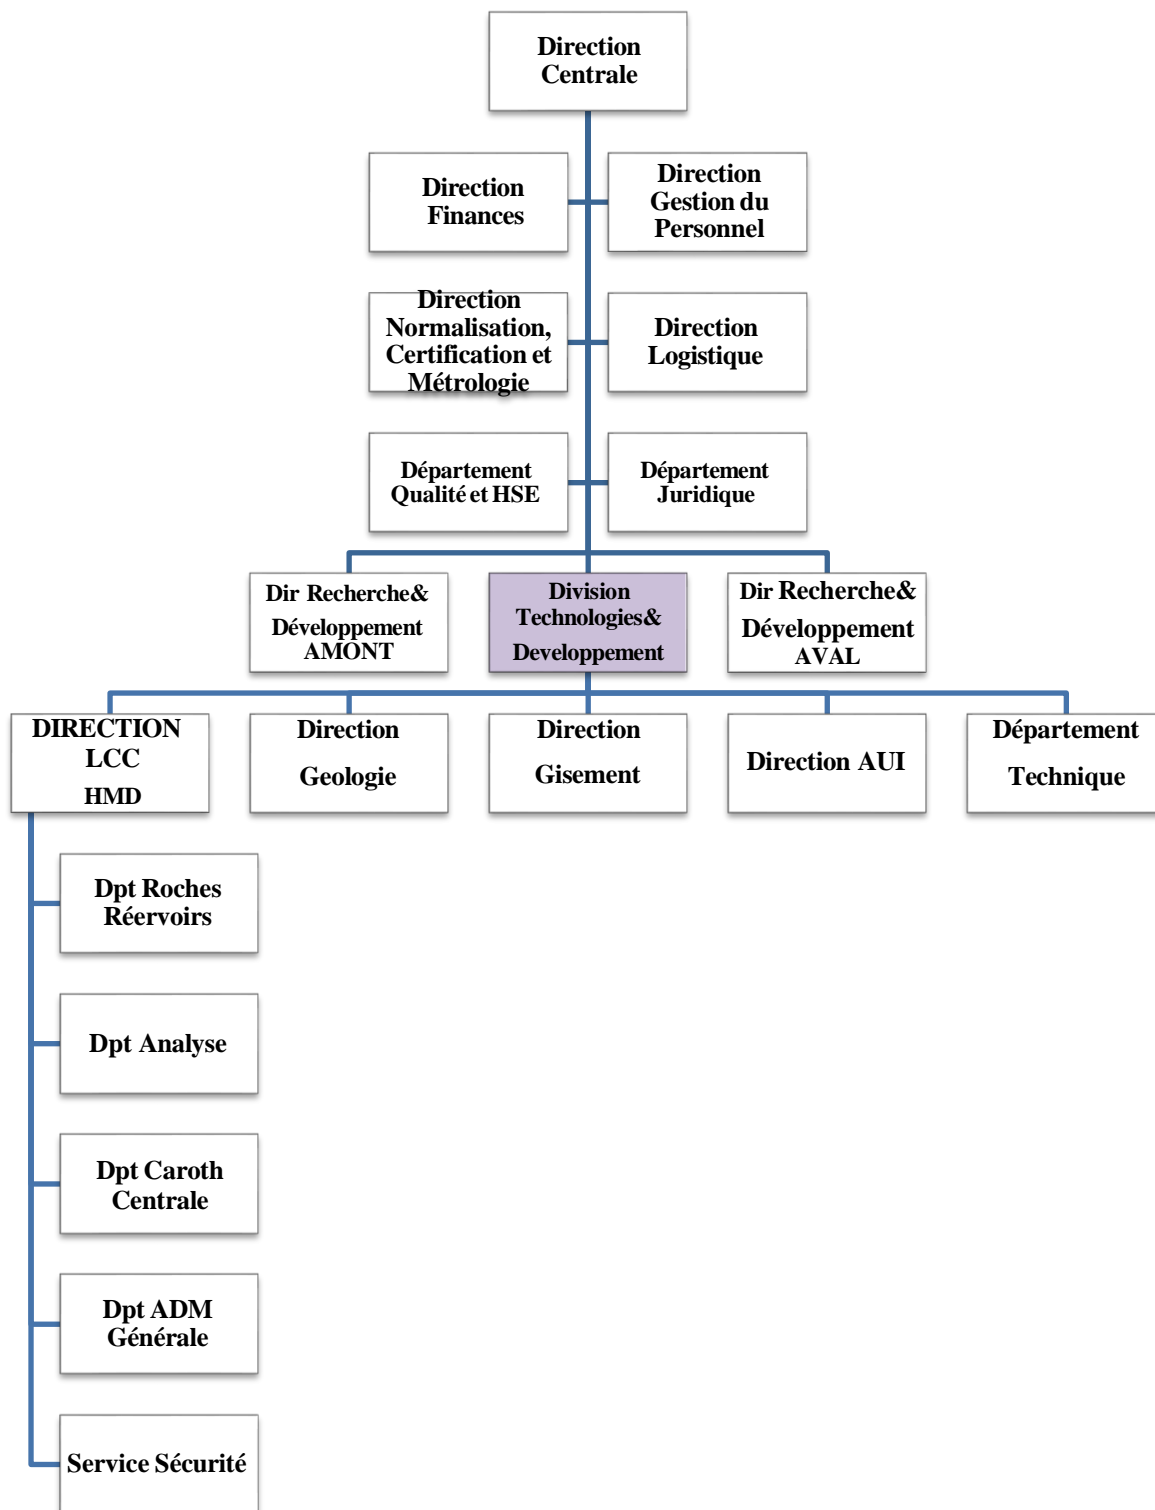 Direction
Centrale
Direction
Finances
Direction
Gestion du
Personnel
Direction
Normalisation,
Certification et
Métrologie
Direction
Logistique
Département
Qualité et HSE
Département
Juridique
Dir Recherche&
Développement
AMONT
Division
Technologies&
Developpement
Dir Recherche&
Développement
AVAL
DIRECTION
LCC
HMD
Direction
Geologie
Direction
Gisement
Direction AUI
Département
Technique
Dpt Roches
Réervoirs
Dpt Analyse
Dpt Caroth
Centrale
Dpt ADM
Générale
Service Sécurité